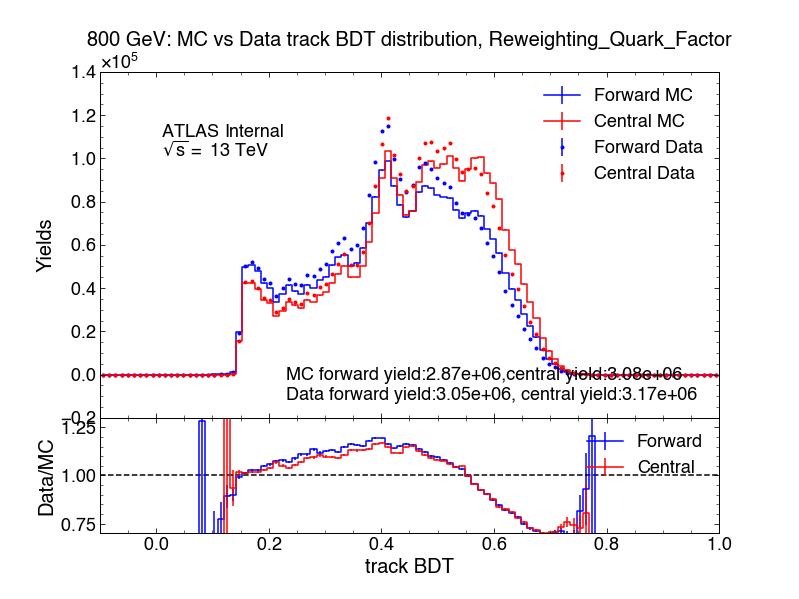 800 GeV: MC vs Data track BDT distribution, Reweighting_Quark_Factor
×10⁵
1.4
1.2
1.0
0.8
0.6
0.4
0.2
0.0
−0.2
Yields
ATLAS Internal
√s = 13 TeV
Forward MC
Central MC
Forward Data
Central Data
MC forward yield:2.87e+06,central yield:3.08e+06
Data forward yield:3.05e+06, central yield:3.17e+06
1.25
1.00
0.75
Data/MC
Forward
Central
0.0 0.2 0.4 0.6 0.8 1.0
track BDT